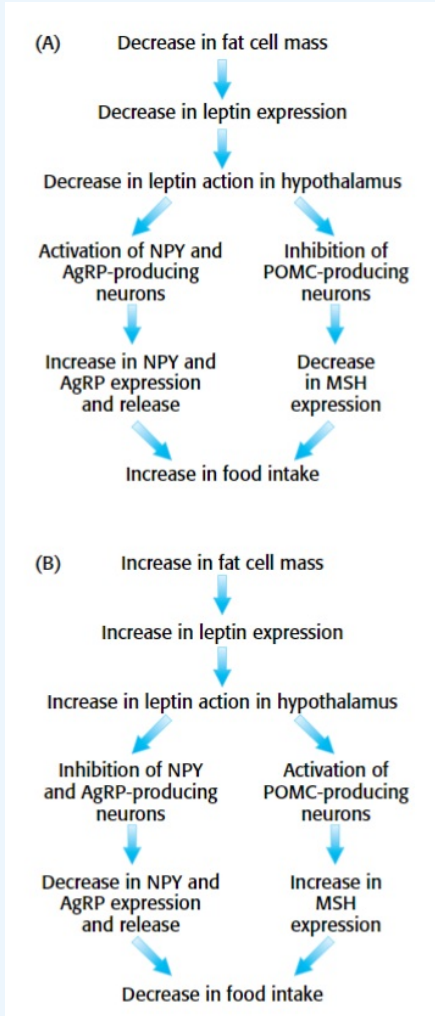 (A) Decrease in fat cell mass
Decrease in leptin expression
Decrease in leptin action in hypothalamus
Activation of NPY and
AgRP-producing
neurons
Inhibition of
POMC-producing
neurons
Increase in NPY and
AgRP expression
and release
Decrease
in MSH
expression
Increase in food intake
(B) Increase in fat cell mass
Increase in leptin expression
Increase in leptin action in hypothalamus
Inhibition of NPY
and AgRP-producing
neurons
Activation of
POMC-producing
neurons
Decrease in NPY and
AgRP expression
and release
Increase in
MSH
expression
Decrease in food intake